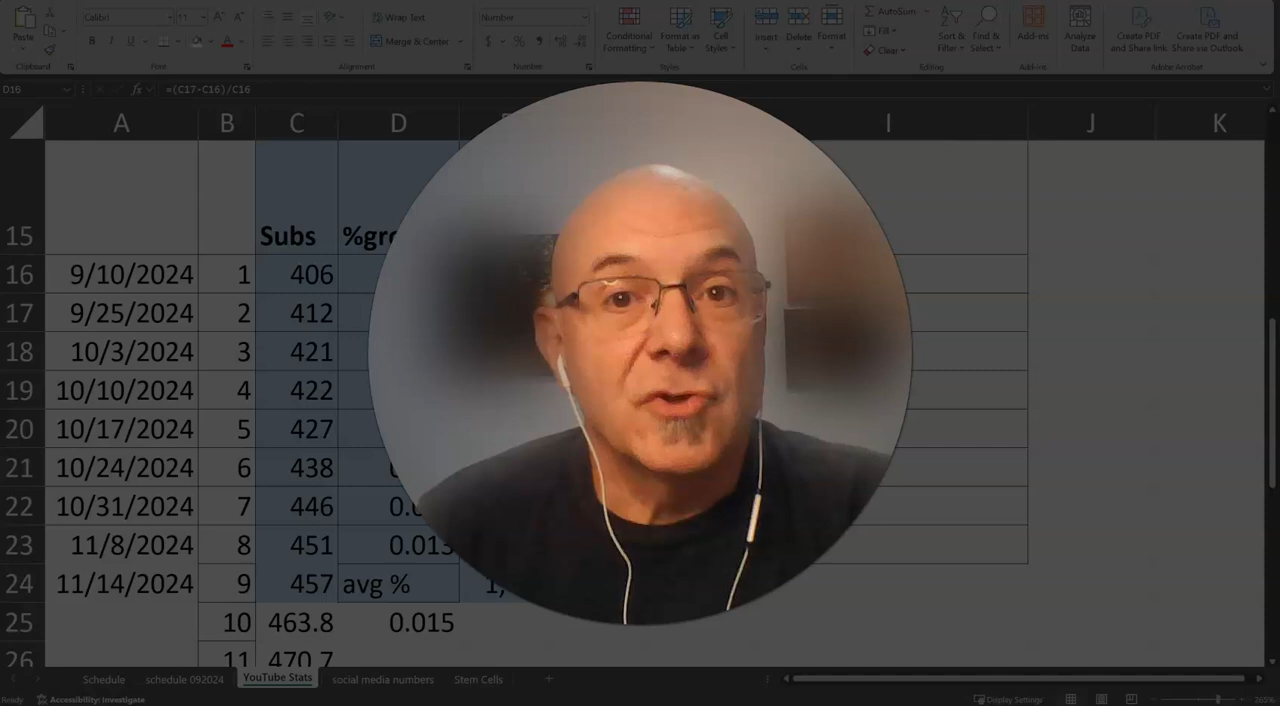 Calibri 11 Wrap Text Number AutoSum
Paste B I U A Merge & Center $ % Conditional Formatting Format as Table Cell Styles Insert Delete Format Fill Clear Sort & Filter Find & Select Add-ins Analyze Data Create PDF and Share link Create PDF and Share via Outlook
Clipboard Font Alignment Number Styles Cells Editing Add-ins Adobe Acrobat
D16 fx =(C17-C16)/C16
A B C D I J K
15 Subs
16 9/10/2024 1 406
17 9/25/2024 2 412
18 10/3/2024 3 421
19 10/10/2024 4 422
20 10/17/2024 5 427
21 10/24/2024 6 438
22 10/31/2024 7 446
23 11/8/2024 8 451 0.013
24 11/14/2024 9 457 avg %
25 10 463.8 0.015
26 11 470.7
Schedule schedule 092024 YouTube Stats social media numbers Stem Cells
Ready Accessibility: Investigate Display Settings 365%